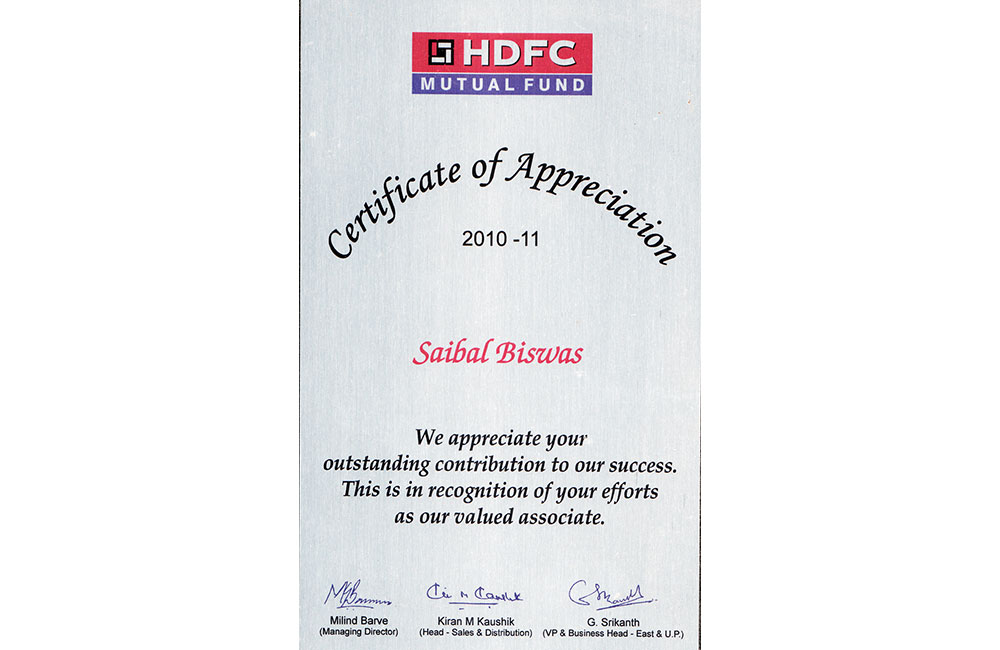 HDFC
MUTUAL FUND
Certificate of Appreciation
2010 -11
Saibal Biswas
We appreciate your
outstanding contribution to our success.
This is in recognition of your efforts
as our valued associate.
Milind Barve Kiran M Kaushik G. Srikanth
(Managing Director) (Head - Sales & Distribution) (VP & Business Head - East & U.P.)